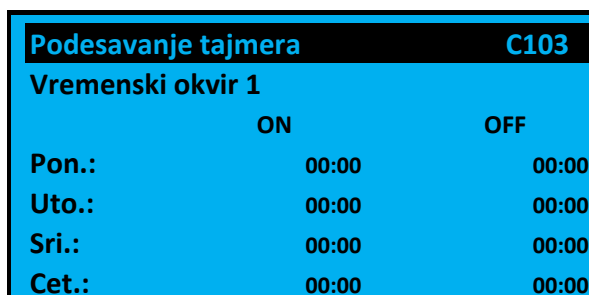 Podesavanje tajmera C103
Vremenski okvir 1
ON OFF
Pon.: 00:00 00:00
Uto.: 00:00 00:00
Sri.: 00:00 00:00
Cet.: 00:00 00:00